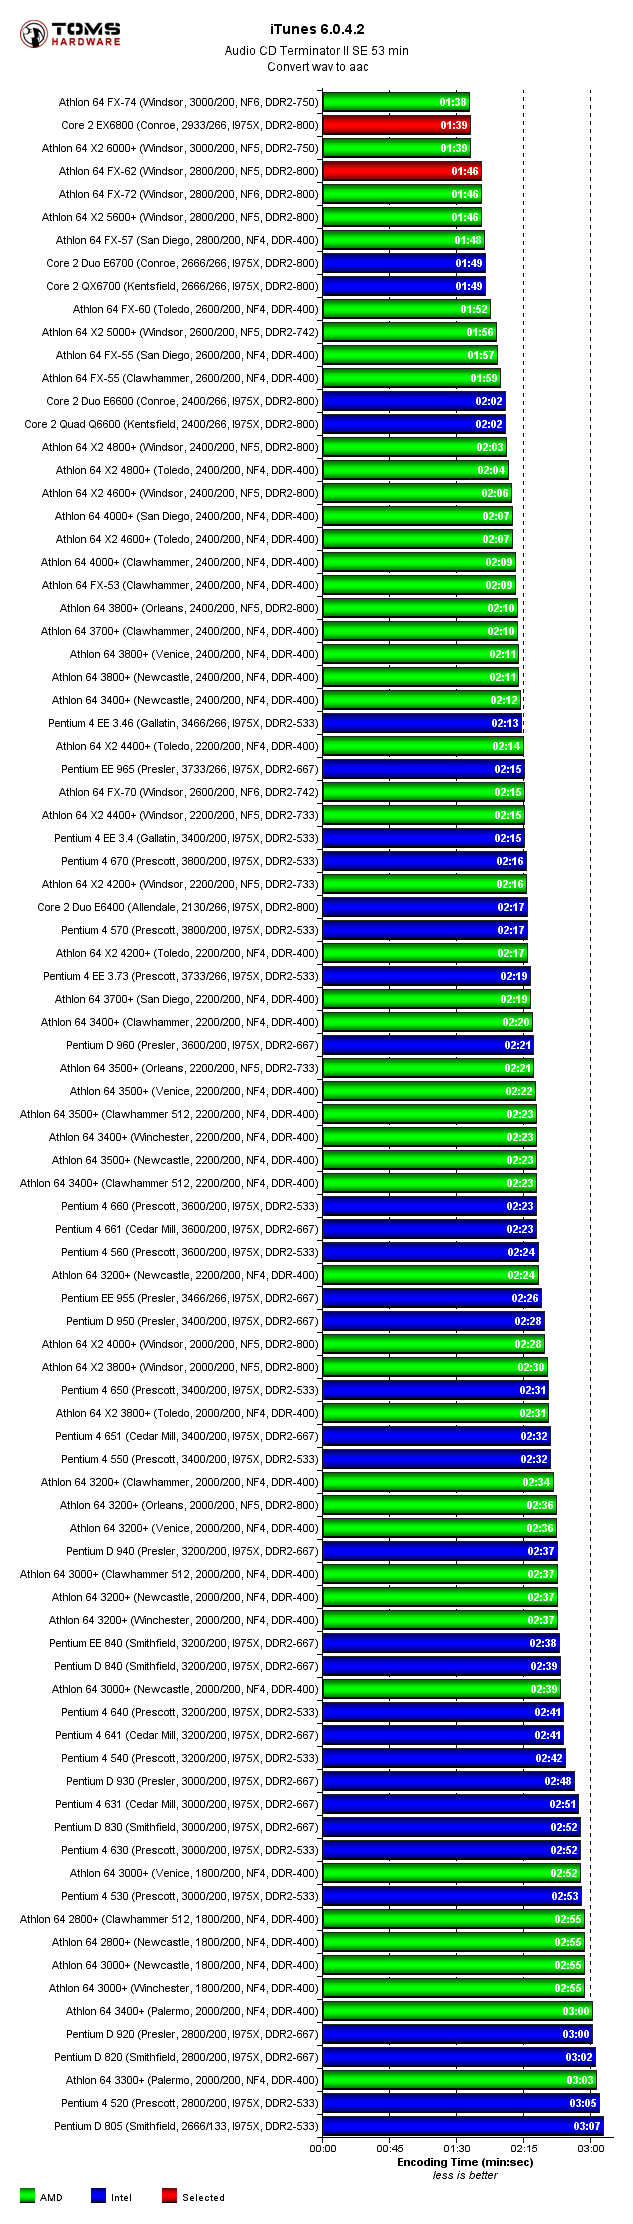 TOMS
HARDWARE
iTunes 6.0.4.2
Audio CD Terminator II SE 53 min
Convert wav to aac
Athlon 64 FX-74 (Windsor, 3000/200, NF6, DDR2-750) 01:38
Core 2 EX6800 (Conroe, 2933/266, I975X, DDR2-800) 01:39
Athlon 64 X2 6000+ (Windsor, 3000/200, NF5, DDR2-750) 01:39
Athlon 64 FX-62 (Windsor, 2800/200, NF5, DDR2-800) 01:46
Athlon 64 FX-72 (Windsor, 2800/200, NF6, DDR2-800) 01:46
Athlon 64 X2 5600+ (Windsor, 2800/200, NF5, DDR2-800) 01:46
Athlon 64 FX-57 (San Diego, 2800/200, NF4, DDR-400) 01:48
Core 2 Duo E6700 (Conroe, 2666/266, I975X, DDR2-800) 01:49
Core 2 QX6700 (Kentsfield, 2666/266, I975X, DDR2-800) 01:49
Athlon 64 FX-60 (Toledo, 2600/200, NF4, DDR-400) 01:52
Athlon 64 X2 5000+ (Windsor, 2600/200, NF5, DDR2-742) 01:56
Athlon 64 FX-55 (San Diego, 2600/200, NF4, DDR-400) 01:57
Athlon 64 FX-55 (Clawhammer, 2600/200, NF4, DDR-400) 01:59
Core 2 Duo E6600 (Conroe, 2400/266, I975X, DDR2-800) 02:02
Core 2 Quad Q6600 (Kentsfield, 2400/266, I975X, DDR2-800) 02:02
Athlon 64 X2 4800+ (Windsor, 2400/200, NF5, DDR2-800) 02:03
Athlon 64 X2 4800+ (Toledo, 2400/200, NF4, DDR-400) 02:04
Athlon 64 X2 4600+ (Windsor, 2400/200, NF5, DDR2-800) 02:06
Athlon 64 4000+ (San Diego, 2400/200, NF4, DDR-400) 02:07
Athlon 64 X2 4600+ (Toledo, 2400/200, NF4, DDR-400) 02:07
Athlon 64 4000+ (Clawhammer, 2400/200, NF4, DDR-400) 02:09
Athlon 64 FX-53 (Clawhammer, 2400/200, NF4, DDR-400) 02:09
Athlon 64 3800+ (Orleans, 2400/200, NF5, DDR2-800) 02:10
Athlon 64 3700+ (Clawhammer, 2400/200, NF4, DDR-400) 02:10
Athlon 64 3800+ (Venice, 2400/200, NF4, DDR-400) 02:11
Athlon 64 3800+ (Newcastle, 2400/200, NF4, DDR-400) 02:11
Athlon 64 3400+ (Newcastle, 2400/200, NF4, DDR-400) 02:12
Pentium 4 EE 3.46 (Gallatin, 3466/266, I975X, DDR2-533) 02:13
Athlon 64 X2 4400+ (Toledo, 2200/200, NF4, DDR-400) 02:14
Pentium EE 965 (Presler, 3733/266, I975X, DDR2-667) 02:15
Athlon 64 FX-70 (Windsor, 2600/200, NF6, DDR2-742) 02:15
Athlon 64 X2 4400+ (Windsor, 2200/200, NF5, DDR2-733) 02:15
Pentium 4 EE 3.4 (Gallatin, 3400/200, I975X, DDR2-533) 02:15
Pentium 4 670 (Prescott, 3800/200, I975X, DDR2-533) 02:16
Athlon 64 X2 4200+ (Windsor, 2200/200, NF5, DDR2-733) 02:16
Core 2 Duo E6400 (Allendale, 2130/266, I975X, DDR2-800) 02:17
Pentium 4 570 (Prescott, 3800/200, I975X, DDR2-533) 02:17
Athlon 64 X2 4200+ (Toledo, 2200/200, NF4, DDR-400) 02:17
Pentium 4 EE 3.73 (Prescott, 3733/266, I975X, DDR2-533) 02:19
Athlon 64 3700+ (San Diego, 2200/200, NF4, DDR-400) 02:19
Athlon 64 3400+ (Clawhammer, 2200/200, NF4, DDR-400) 02:20
Pentium D 960 (Presler, 3600/200, I975X, DDR2-667) 02:21
Athlon 64 3500+ (Orleans, 2200/200, NF5, DDR2-733) 02:21
Athlon 64 3500+ (Venice, 2200/200, NF4, DDR-400) 02:22
Athlon 64 3500+ (Clawhammer 512, 2200/200, NF4, DDR-400) 02:23
Athlon 64 3400+ (Winchester, 2200/200, NF4, DDR-400) 02:23
Athlon 64 3500+ (Newcastle, 2200/200, NF4, DDR-400) 02:23
Athlon 64 3400+ (Clawhammer 512, 2200/200, NF4, DDR-400) 02:23
Pentium 4 660 (Prescott, 3600/200, I975X, DDR2-533) 02:23
Pentium 4 661 (Cedar Mill, 3600/200, I975X, DDR2-667) 02:23
Pentium 4 560 (Prescott, 3600/200, I975X, DDR2-533) 02:24
Athlon 64 3200+ (Newcastle, 2200/200, NF4, DDR-400) 02:24
Pentium EE 955 (Presler, 3466/266, I975X, DDR2-667) 02:26
Pentium D 950 (Presler, 3400/200, I975X, DDR2-667) 02:28
Athlon 64 X2 4000+ (Windsor, 2000/200, NF5, DDR2-800) 02:28
Athlon 64 X2 3800+ (Windsor, 2000/200, NF5, DDR2-800) 02:30
Pentium 4 650 (Prescott, 3400/200, I975X, DDR2-533) 02:31
Athlon 64 X2 3800+ (Toledo, 2000/200, NF4, DDR-400) 02:31
Pentium 4 651 (Cedar Mill, 3400/200, I975X, DDR2-667) 02:32
Pentium 4 550 (Prescott, 3400/200, I975X, DDR2-533) 02:32
Athlon 64 3200+ (Clawhammer, 2000/200, NF4, DDR-400) 02:34
Athlon 64 3200+ (Orleans, 2000/200, NF5, DDR2-800) 02:36
Athlon 64 3200+ (Venice, 2000/200, NF4, DDR-400) 02:36
Pentium D 940 (Presler, 3200/200, I975X, DDR2-667) 02:37
Athlon 64 3000+ (Clawhammer 512, 2000/200, NF4, DDR-400) 02:37
Athlon 64 3200+ (Newcastle, 2000/200, NF4, DDR-400) 02:37
Athlon 64 3200+ (Winchester, 2000/200, NF4, DDR-400) 02:37
Pentium EE 840 (Smithfield, 3200/200, I975X, DDR2-667) 02:38
Pentium D 840 (Smithfield, 3200/200, I975X, DDR2-667) 02:39
Athlon 64 3000+ (Newcastle, 2000/200, NF4, DDR-400) 02:39
Pentium 4 640 (Prescott, 3200/200, I975X, DDR2-533) 02:41
Pentium 4 641 (Cedar Mill, 3200/200, I975X, DDR2-667) 02:41
Pentium 4 540 (Prescott, 3200/200, I975X, DDR2-533) 02:42
Pentium D 930 (Presler, 3000/200, I975X, DDR2-667) 02:48
Pentium 4 631 (Cedar Mill, 3000/200, I975X, DDR2-667) 02:51
Pentium D 830 (Smithfield, 3000/200, I975X, DDR2-667) 02:52
Pentium 4 630 (Prescott, 3000/200, I975X, DDR2-533) 02:52
Athlon 64 3000+ (Venice, 1800/200, NF4, DDR-400) 02:52
Pentium 4 530 (Prescott, 3000/200, I975X, DDR2-533) 02:53
Athlon 64 2800+ (Clawhammer 512, 1800/200, NF4, DDR-400) 02:55
Athlon 64 2800+ (Newcastle, 1800/200, NF4, DDR-400) 02:55
Athlon 64 3000+ (Newcastle, 1800/200, NF4, DDR-400) 02:55
Athlon 64 3000+ (Winchester, 1800/200, NF4, DDR-400) 02:55
Athlon 64 3400+ (Palermo, 2000/200, NF4, DDR-400) 03:00
Pentium D 920 (Presler, 2800/200, I975X, DDR2-667) 03:00
Pentium D 820 (Smithfield, 2800/200, I975X, DDR2-667) 03:02
Athlon 64 3300+ (Palermo, 2000/200, NF4, DDR-400) 03:03
Pentium 4 520 (Prescott, 2800/200, I975X, DDR2-533) 03:05
Pentium D 805 (Smithfield, 2666/133, I975X, DDR2-533) 03:07
00:00 00:45 01:30 02:15 03:00
Encoding Time (min:sec)
less is better
AMD Intel Selected